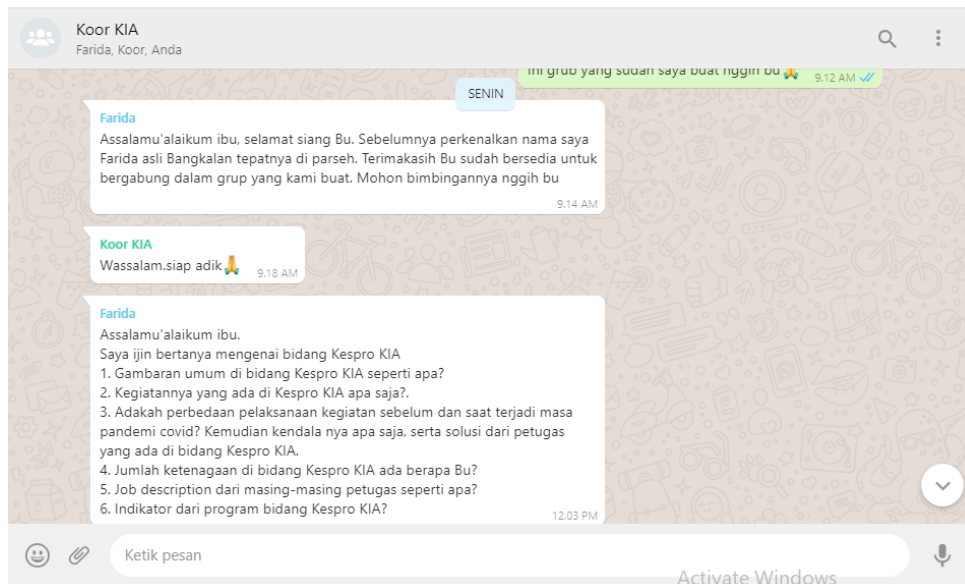 Koor KIA
Farida, Koor, Anda
Ini grub yang sudah saya buat nggih bu🙏 9.12 AM
SENIN
Farida
Assalamu'alaikum ibu, selamat siang Bu. Sebelumnya perkenalkan nama saya
Farida asli Bangkalan tepatnya di parseh. Terimakasih Bu sudah bersedia untuk
bergabung dalam grup yang kami buat. Mohon bimbingannya nggih bu
9.14 AM
Koor KIA
Wassalam.siap adik🙏 9.18 AM
Farida
Assalamu'alaikum ibu.
Saya ijin bertanya mengenai bidang Kespro KIA
1. Gambaran umum di bidang Kespro KIA seperti apa?
2. Kegiatannya yang ada di Kespro KIA apa saja?.
3. Adakah perbedaan pelaksanaan kegiatan sebelum dan saat terjadi masa
pandemi covid? Kemudian kendala nya apa saja, serta solusi dari petugas
yang ada di bidang Kespro KIA.
4. Jumlah ketenagaan di bidang Kespro KIA ada berapa Bu?
5. Job description dari masing-masing petugas seperti apa?
6. Indikator dari program bidang Kespro KIA?
12.03 PM
Ketik pesan
Activate Windows